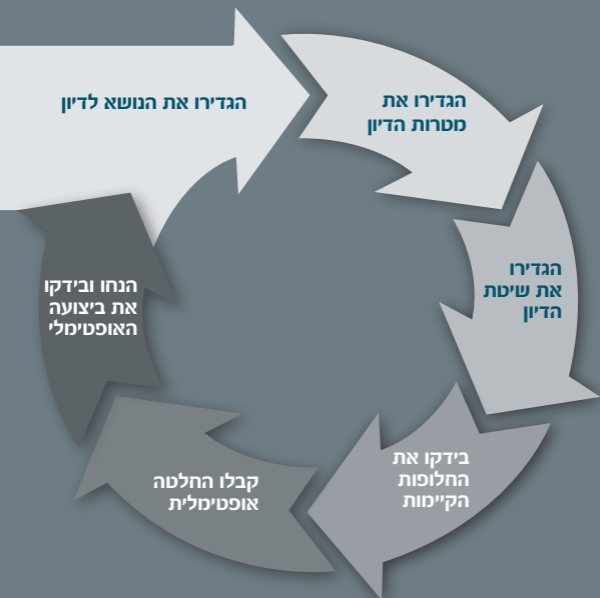 הגדירו את הנושא לדיון
הגדירו את
מטרות הדיון
הגדירו
את שיטת
הדיון
בידקו את
החלופות
הקיימות
קבלו החלטה
אופטימלית
הנחו ובידקו
את ביצועה
האופטימלי